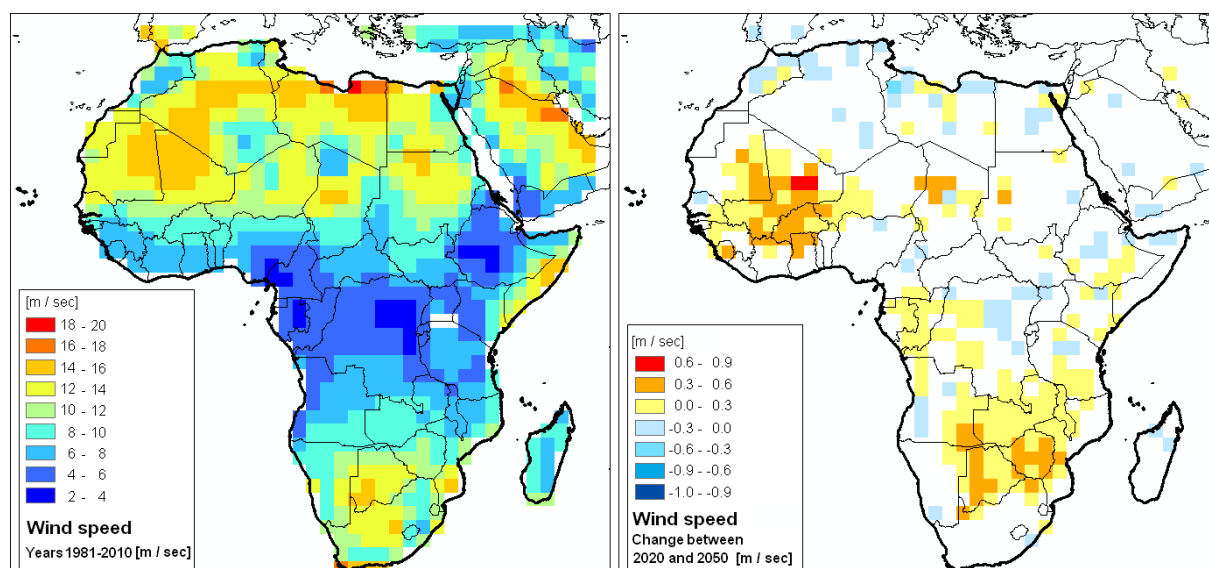 [m / sec]
18 - 20
16 - 18
14 - 16
12 - 14
10 - 12
8 - 10
6 - 8
4 - 6
2 - 4
Wind speed
Years 1981-2010 [m / sec]
[m / sec]
0.6 - 0.9
0.3 - 0.6
0.0 - 0.3
-0.3 - 0.0
-0.6 - -0.3
-0.9 - -0.6
-1.0 - -0.9
Wind speed
Change between
2020 and 2050 [m / sec]